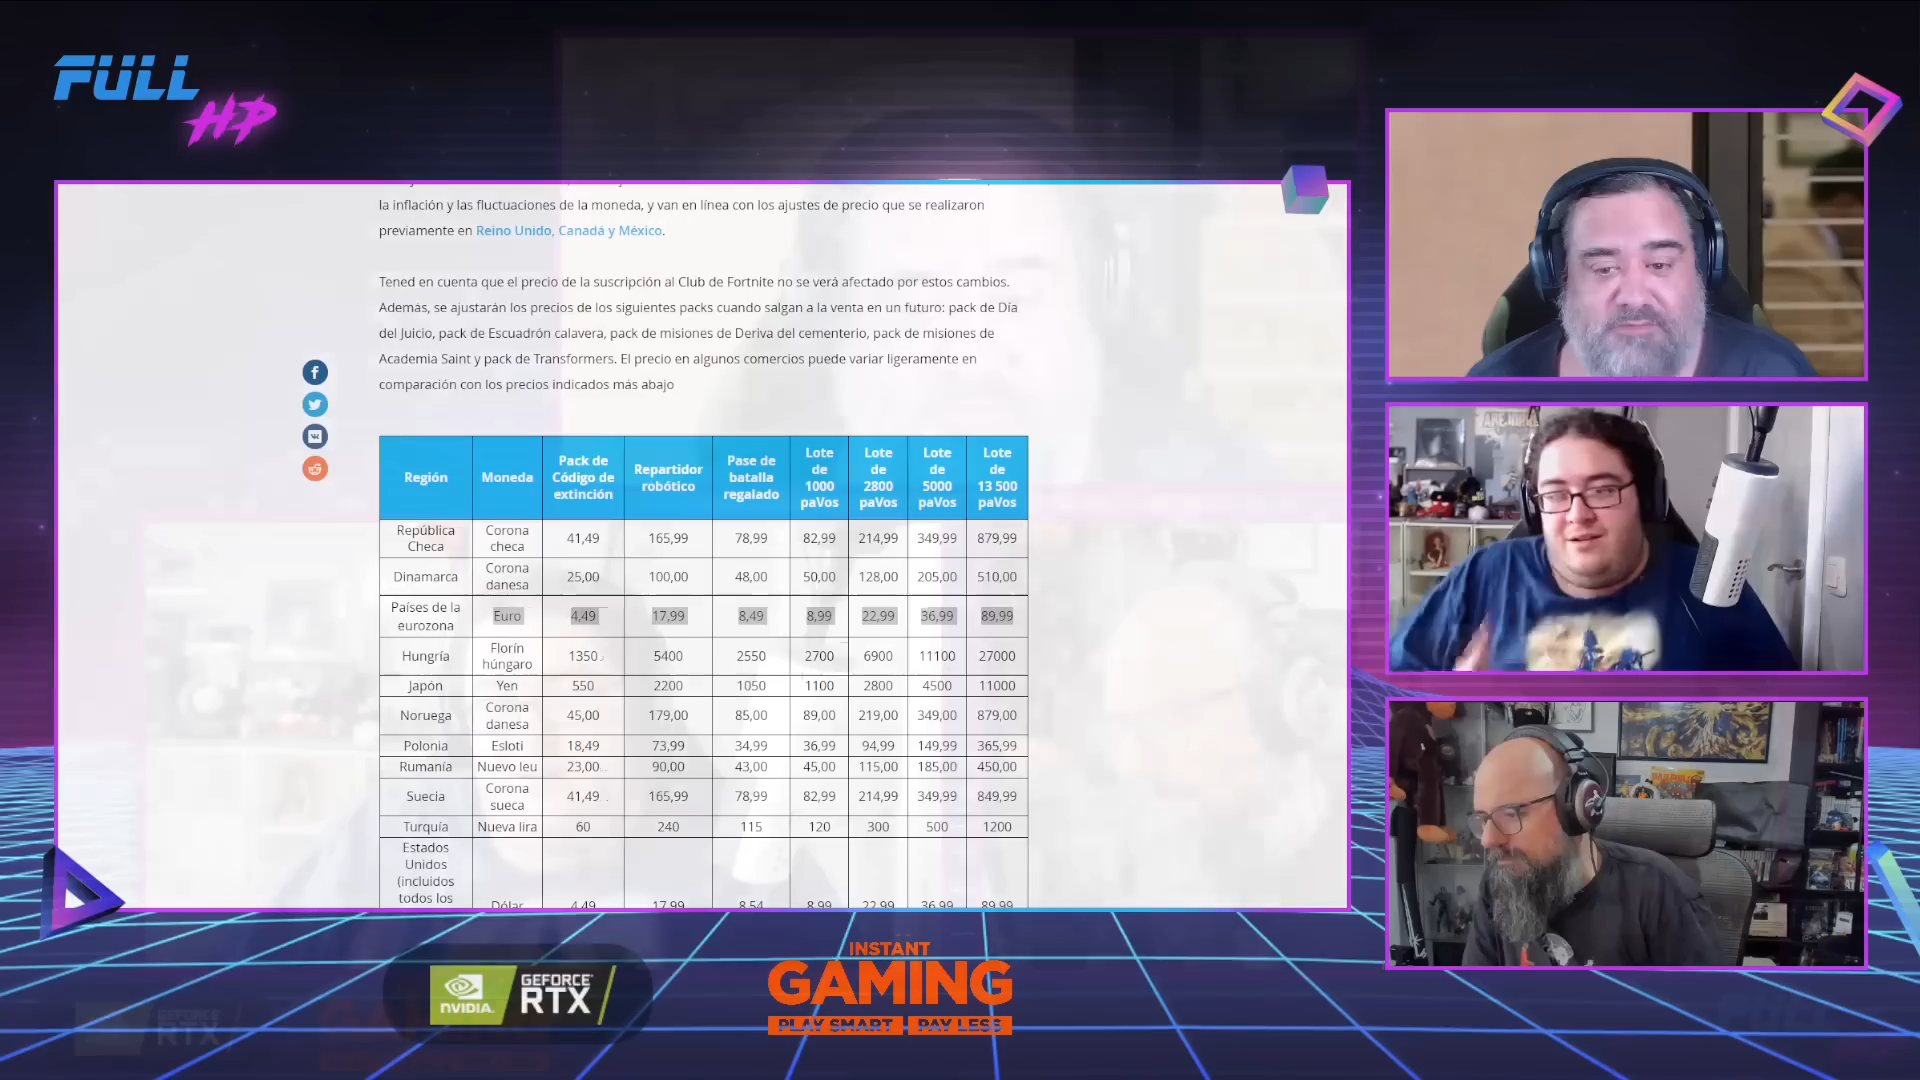 FULL
HP
la inflación y las fluctuaciones de la moneda, y van en línea con los ajustes de precio que se realizaron
previamente en Reino Unido, Canadá y México.
Tened en cuenta que el precio de la suscripción al Club de Fortnite no se verá afectado por estos cambios.
Además, se ajustarán los precios de los siguientes packs cuando salgan a la venta en un futuro: pack de Día
del Juicio, pack de Escuadrón calavera, pack de misiones de Deriva del cementerio, pack de misiones de
Academia Saint y pack de Transformers. El precio en algunos comercios puede variar ligeramente en
comparación con los precios indicados más abajo
Región Moneda Pack de Código de extinción Repartidor robótico Pase de batalla regalado Lote de 1000 paVos Lote de 2800 paVos Lote de 5000 paVos Lote de 13 500 paVos
República Checa Corona checa 41,49 165,99 78,99 82,99 214,99 349,99 879,99
Dinamarca Corona danesa 25,00 100,00 48,00 50,00 128,00 205,00 510,00
Países de la eurozona Euro 4,49 17,99 8,49 8,99 22,99 36,99 89,99
Hungría Florín húngaro 1350 5400 2550 2700 6900 11100 27000
Japón Yen 550 2200 1050 1100 2800 4500 11000
Noruega Corona danesa 45,00 179,00 85,00 89,00 219,00 349,00 879,00
Polonia Esloti 18,49 73,99 34,99 36,99 94,99 149,99 365,99
Rumanía Nuevo leu 23,00 90,00 43,00 45,00 115,00 185,00 450,00
Suecia Corona sueca 41,49 165,99 78,99 82,99 214,99 349,99 849,99
Turquía Nueva lira 60 240 115 120 300 500 1200
Estados Unidos (incluidos todos los Dólar 4,49 17,99 8,54 8,99 22,99 36,99 89,99
NVIDIA.
GEFORCE
RTX
INSTANT
GAMING
PLAY SMART PAY LESS